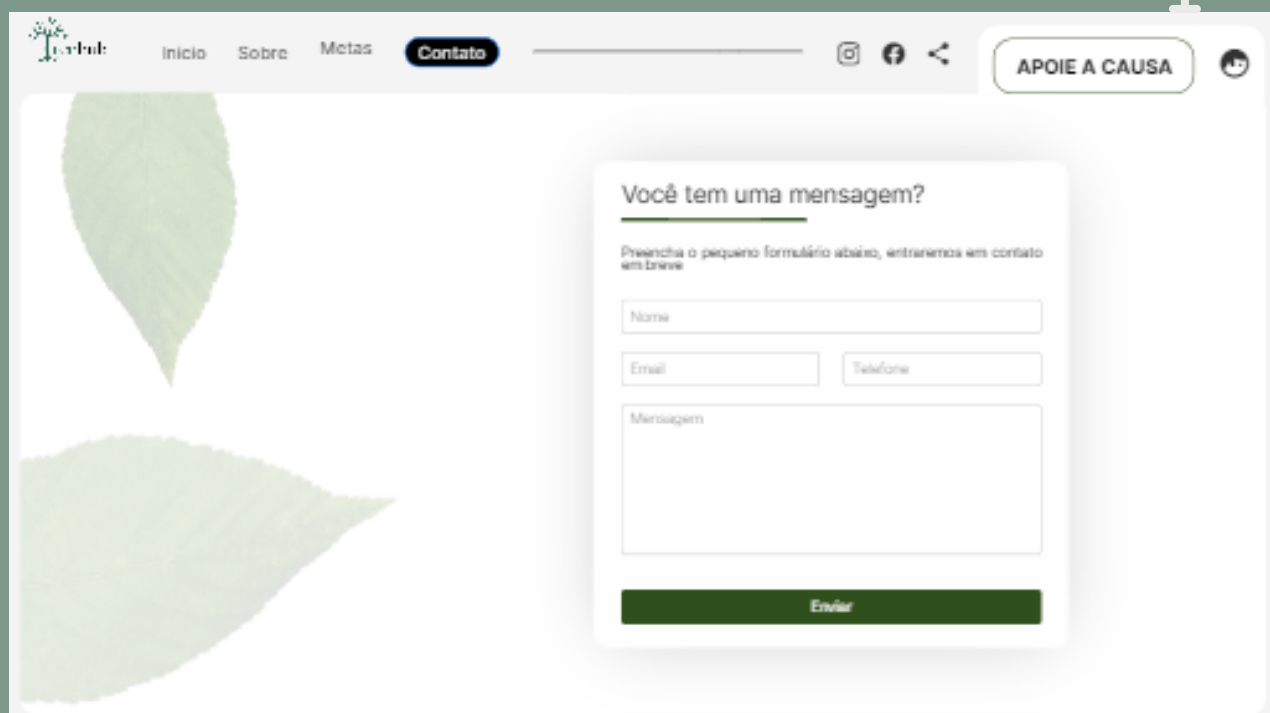 Inicio
Sobre
Metas
Contato
APOIE A CAUSA
Você tem uma mensagem?
Preencha o pequeno formulário abaixo, entraremos em contato
em breve
Nome
Email
Telefone
Mensagem
Enviar